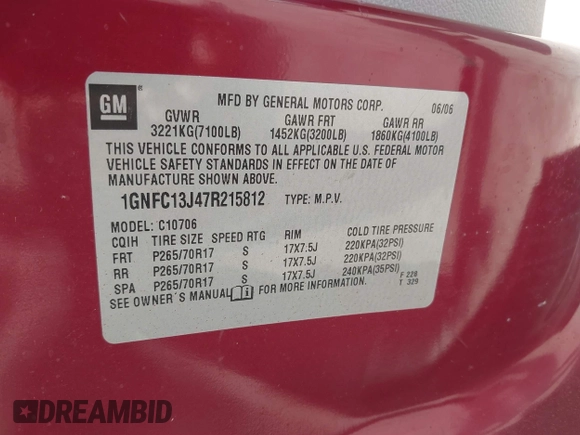 GM
MFD BY GENERAL MOTORS CORP. 06/06
GVWR GAWR FRT GAWR RR
3221KG(7100LB) 1452KG(3200LB) 1860KG(4100LB)
THIS VEHICLE CONFORMS TO ALL APPLICABLE U.S. FEDERAL MOTOR
VEHICLE SAFETY STANDARDS IN EFFECT ON THE DATE OF
MANUFACTURE SHOWN ABOVE.
1GNFC13J47R215812 TYPE: M.P.V.
MODEL: C10706
CQIH TIRE SIZE SPEED RTG RIM COLD TIRE PRESSURE
FRT P265/70R17 S 17X7.5J 220KPA(32PSI)
RR P265/70R17 S 17X7.5J 220KPA(32PSI)
SPA P265/70R17 S 17X7.5J 240KPA(35PSI)
SEE OWNER'S MANUAL FOR ADDITIONAL INFORMATION. F 228
T 329
DREAMBID